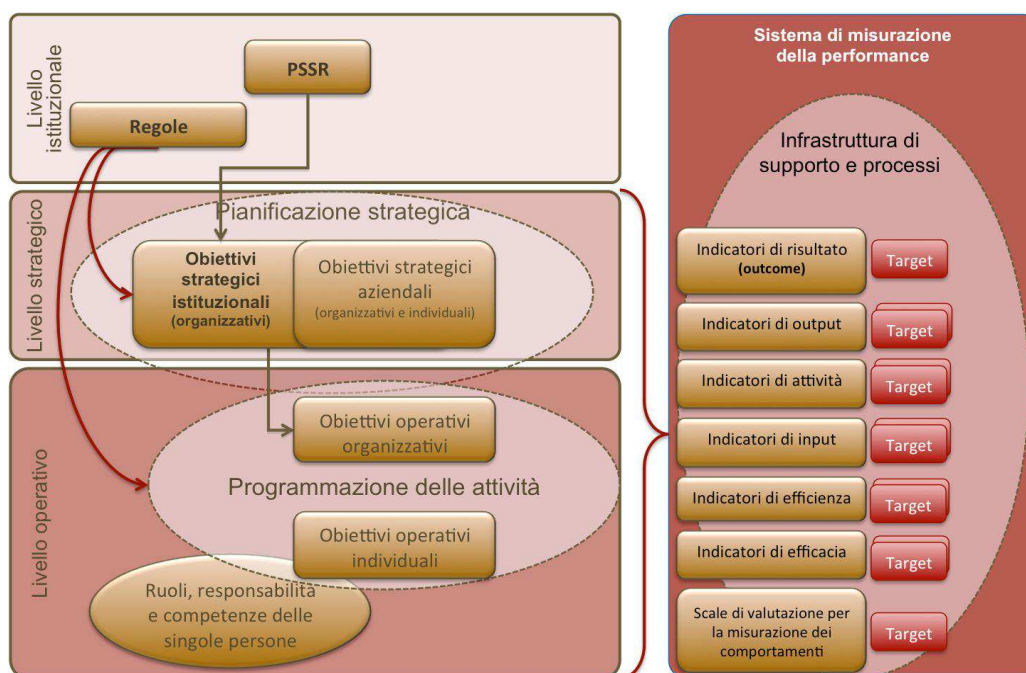 Livello
istituzionale
PSSR
Regole
Livello strategico
Pianificazione strategica
Obiettivi
strategici
istituzionali
(organizzativi)
Obiettivi strategici
aziendali
(organizzativi e individuali)
Livello operativo
Obiettivi operativi
organizzativi
Programmazione delle attività
Obiettivi operativi
individuali
Ruoli, responsabilità
e competenze delle
singole persone
Sistema di misurazione
della performance
Infrastruttura di
supporto e processi
Indicatori di risultato
(outcome)
Target
Indicatori di output
Target
Indicatori di attività
Target
Indicatori di input
Target
Indicatori di efficienza
Target
Indicatori di efficacia
Target
Scale di valutazione per
la misurazione dei
comportamenti
Target